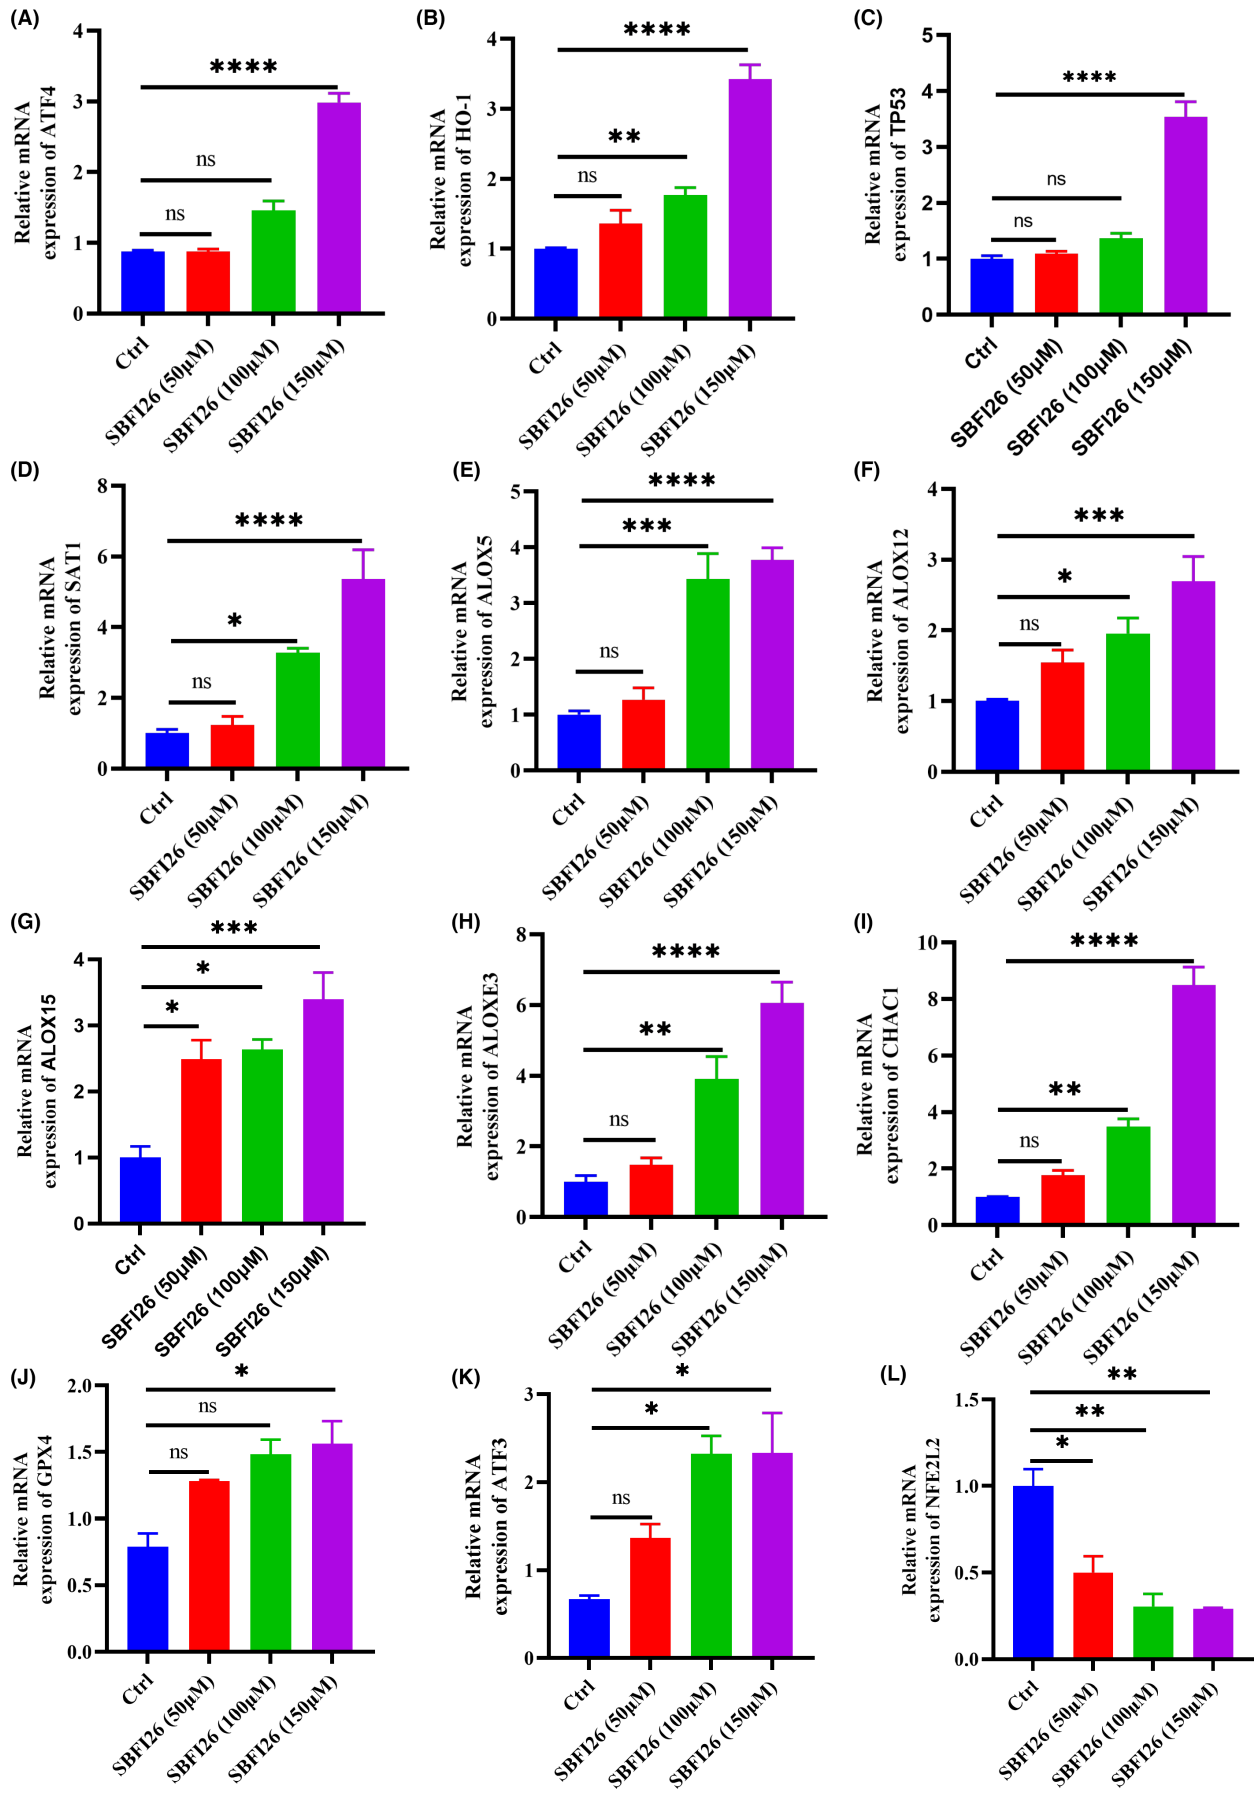 (A)
Relative mRNA
expression of ATF4
4
3
2
1
0
****
ns
ns
Ctrl
SBFI26 (50μM)
SBFI26 (100μM)
SBFI26 (150μM)
(B)
Relative mRNA
expression of HO-1
4
3
2
1
0
****
**
ns
Ctrl
SBFI26 (50μM)
SBFI26 (100μM)
SBFI26 (150μM)
(C)
Relative mRNA
expression of TP53
5
4
3
2
1
0
****
ns
ns
Ctrl
SBFI26 (50μM)
SBFI26 (100μM)
SBFI26 (150μM)
(D)
Relative mRNA
expression of SAT1
8
6
4
2
0
****
*
ns
Ctrl
SBFI26 (50μM)
SBFI26 (100μM)
SBFI26 (150μM)
(E)
Relative mRNA
expression of ALOX5
5
4
3
2
1
0
****
***
ns
Ctrl
SBFI26 (50μM)
SBFI26 (100μM)
SBFI26 (150μM)
(F)
Relative mRNA
expression of ALOX12
4
3
2
1
0
***
*
ns
Ctrl
SBFI26 (50μM)
SBFI26 (100μM)
SBFI26 (150μM)
(G)
Relative mRNA
expression of ALOX15
4
3
2
1
0
***
*
*
Ctrl
SBFI26 (50μM)
SBFI26 (100μM)
SBFI26 (150μM)
(H)
Relative mRNA
expression of ALOXE3
8
6
4
2
0
****
**
ns
Ctrl
SBFI26 (50μM)
SBFI26 (100μM)
SBFI26 (150μM)
(I)
Relative mRNA
expression of CHAC1
10
8
6
4
2
0
****
**
ns
Ctrl
SBFI26 (50μM)
SBFI26 (100μM)
SBFI26 (150μM)
(J)
Relative mRNA
expression of GPX4
2.0
1.5
1.0
0.5
0.0
*
ns
ns
Ctrl
SBFI26 (50μM)
SBFI26 (100μM)
SBFI26 (150μM)
(K)
Relative mRNA
expression of ATF3
3
2
1
0
*
*
ns
Ctrl
SBFI26 (50μM)
SBFI26 (100μM)
SBFI26 (150μM)
(L)
Relative mRNA
expression of NFE2L2
1.5
1.0
0.5
0.0
**
**
*
Ctrl
SBFI26 (50μM)
SBFI26 (100μM)
SBFI26 (150μM)